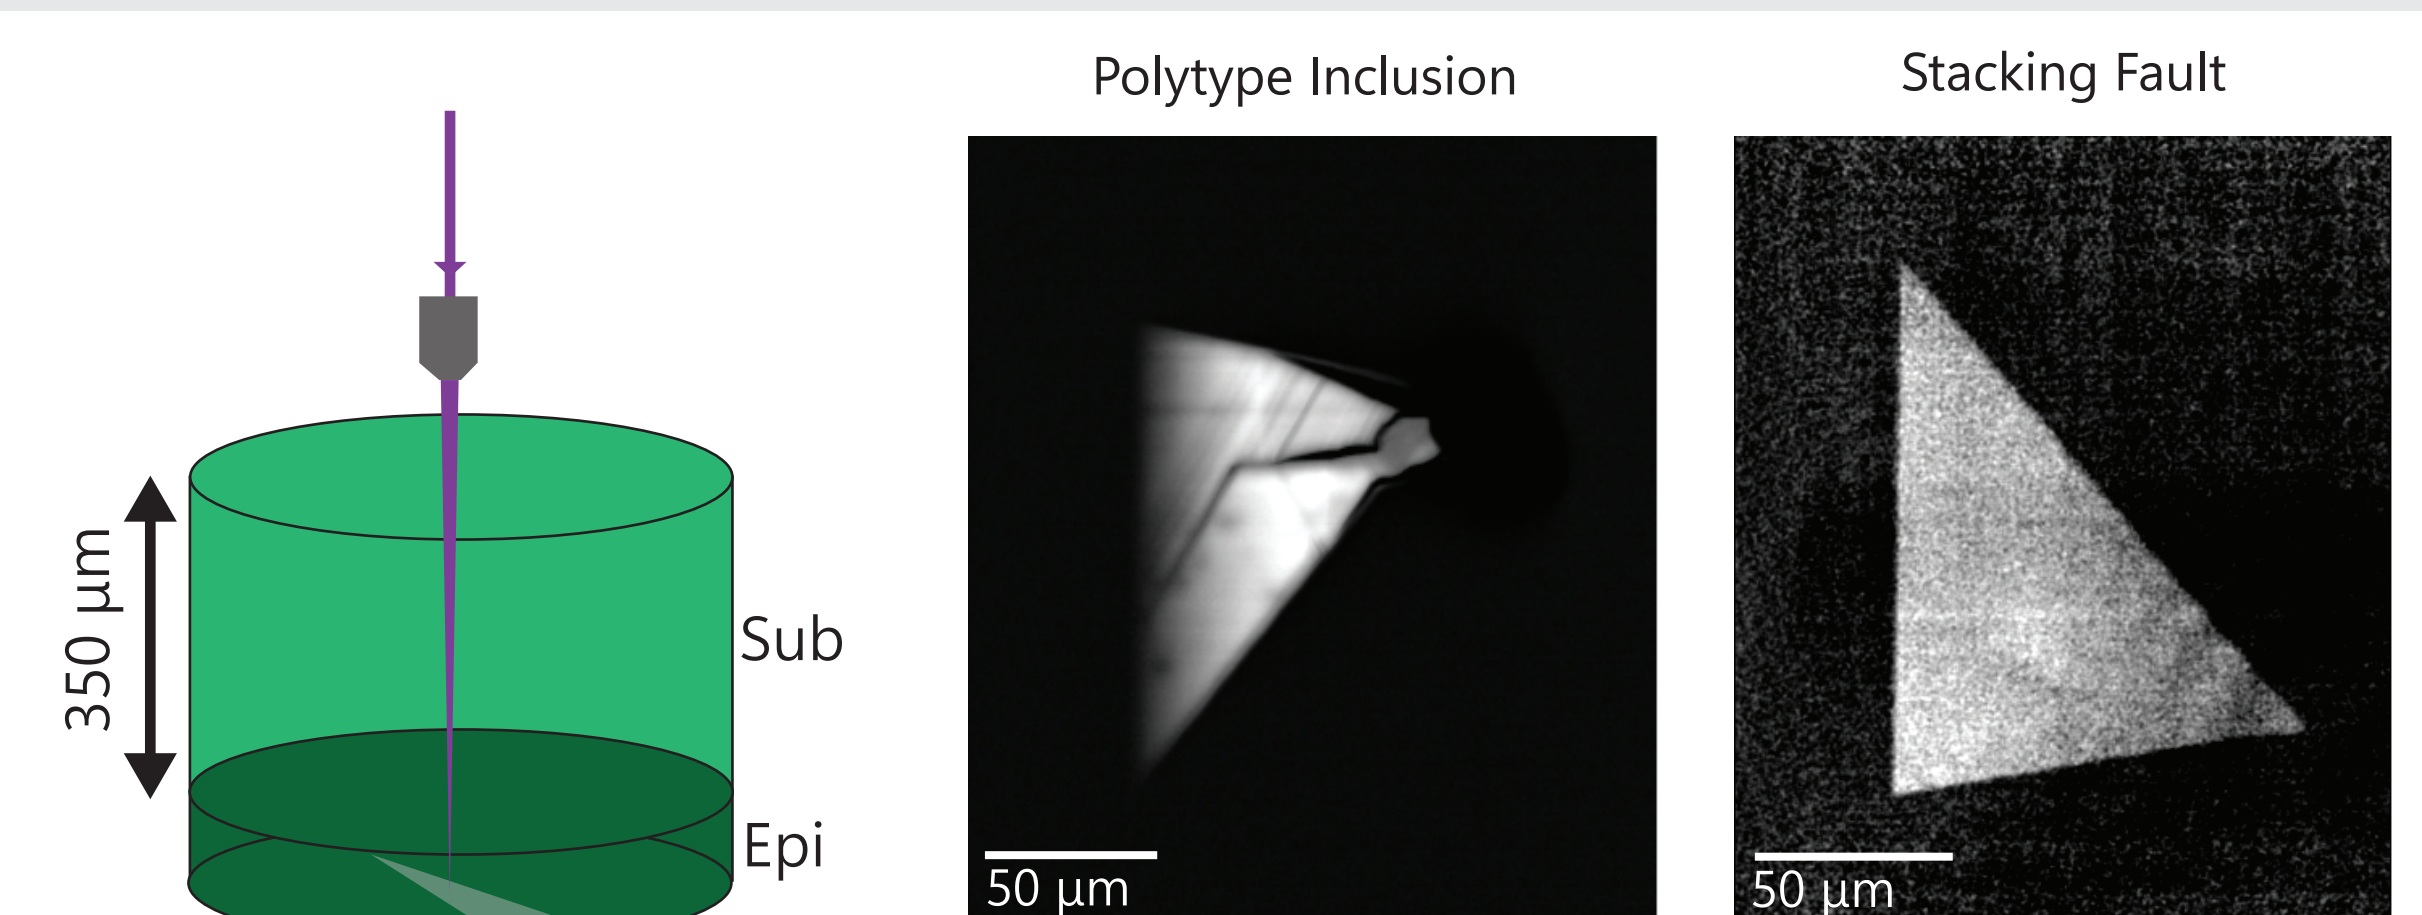 Polytype Inclusion
Stacking Fault
350 µm
Sub
Epi
50 µm
50 µm